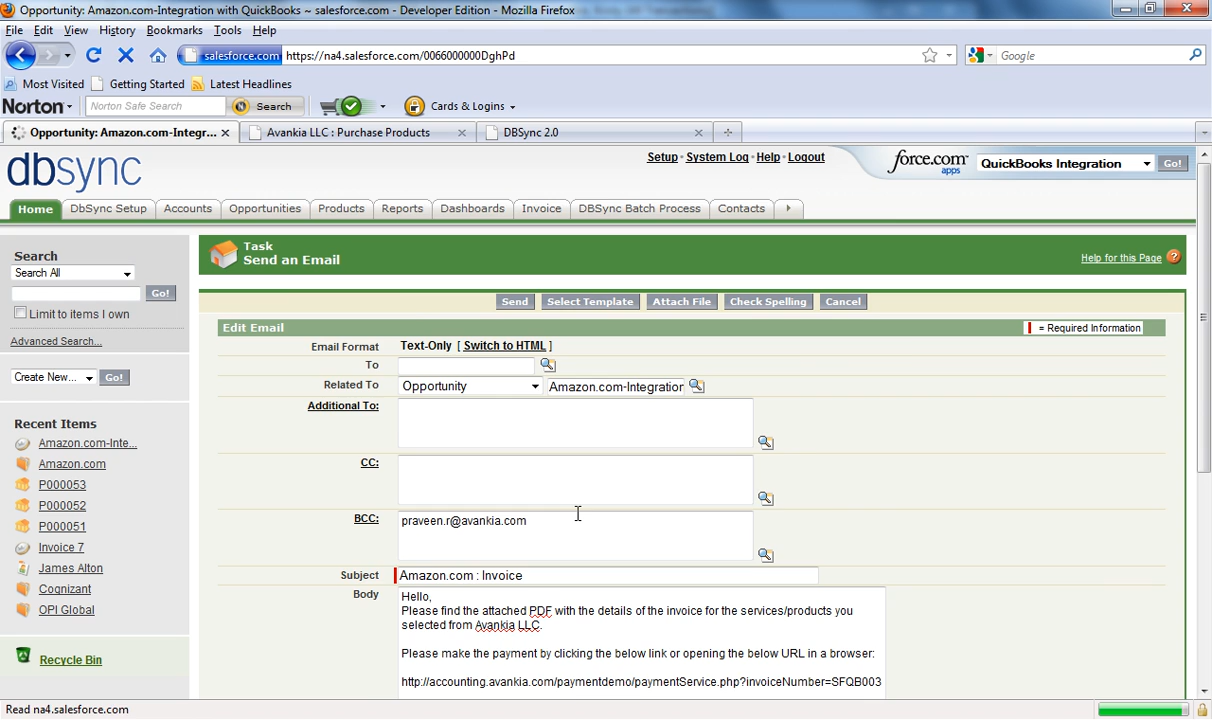 Opportunity: Amazon.com-Integration with QuickBooks ~ salesforce.com - Developer Edition - Mozilla Firefox
File Edit View History Bookmarks Tools Help
salesforce.com https://na4.salesforce.com/0066000000DghPd
Google
Most Visited Getting Started Latest Headlines
Norton Norton Safe Search Search Cards & Logins
Opportunity: Amazon.com-Integr... Avankia LLC : Purchase Products DBSync 2.0
dbsync
Setup System Log Help Logout
force.com apps
QuickBooks Integration Go!
Home DbSync Setup Accounts Opportunities Products Reports Dashboards Invoice DBSync Batch Process Contacts
Search
Search All
Go!
Limit to items I own
Advanced Search...
Create New... Go!
Recent Items
Amazon.com-Inte...
Amazon.com
P000053
P000052
P000051
Invoice 7
James Alton
Cognizant
OPI Global
Recycle Bin
Task
Send an Email
Help for this Page ?
Send Select Template Attach File Check Spelling Cancel
Edit Email = Required Information
Email Format Text-Only [ Switch to HTML ]
To
Related To Opportunity Amazon.com-Integration
Additional To:
CC:
BCC: praveen.r@avankia.com
Subject Amazon.com : Invoice
Body Hello,
Please find the attached PDF with the details of the invoice for the services/products you
selected from Avankia LLC.
Please make the payment by clicking the below link or opening the below URL in a browser:
http://accounting.avankia.com/paymentdemo/paymentService.php?invoiceNumber=SFQB003
Read na4.salesforce.com